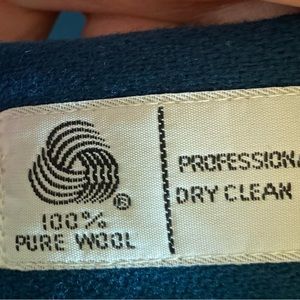 ®
100%
PURE WOOL
PROFESSIONA
DRY CLEAN